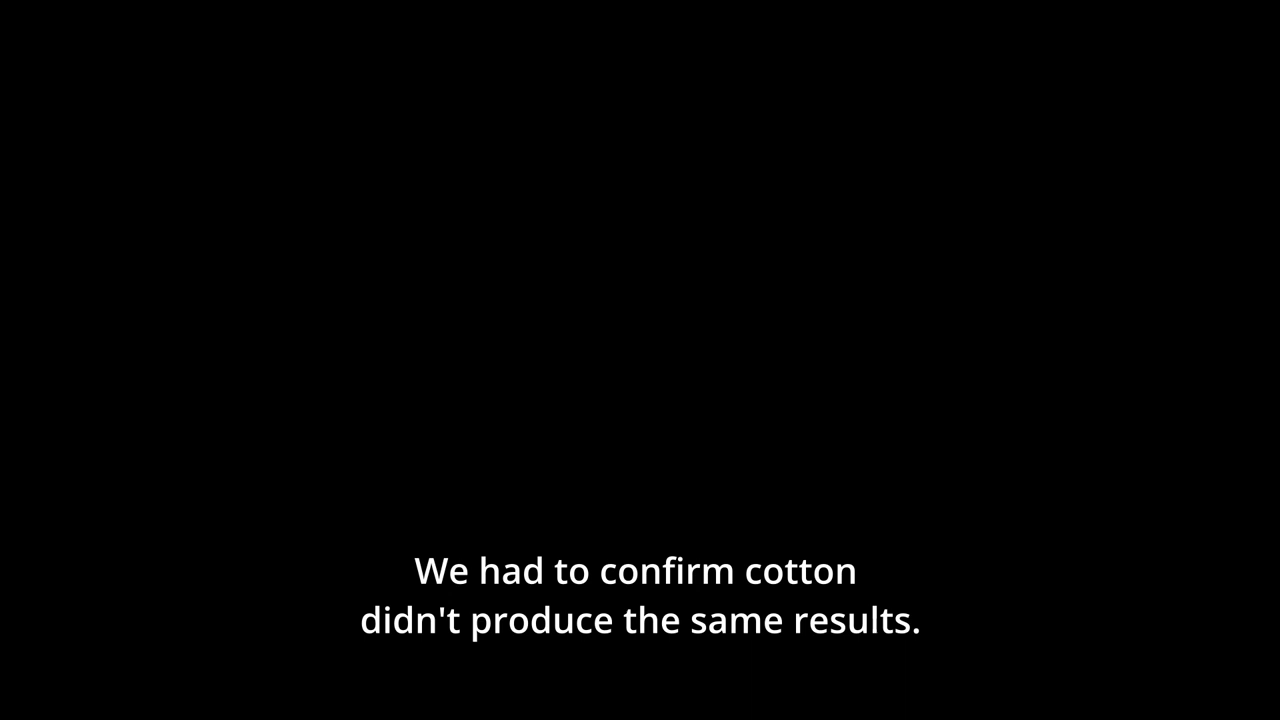 We had to confirm cotton
didn't produce the same results.